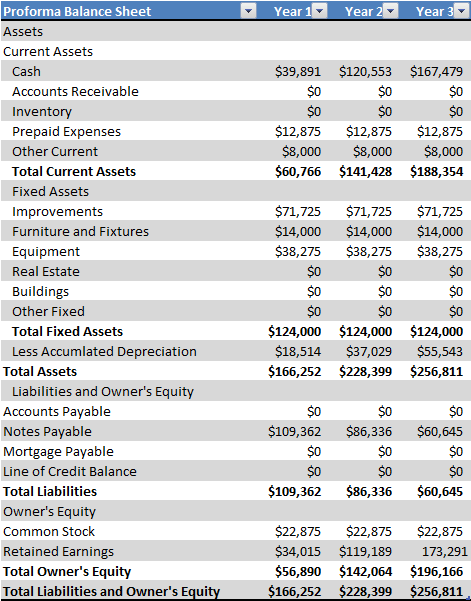 Proforma Balance Sheet Year 1 Year 2 Year 3
Assets
Current Assets
Cash $39,891 $120,553 $167,479
Accounts Receivable $0 $0 $0
Inventory $0 $0 $0
Prepaid Expenses $12,875 $12,875 $12,875
Other Current $8,000 $8,000 $8,000
Total Current Assets $60,766 $141,428 $188,354
Fixed Assets
Improvements $71,725 $71,725 $71,725
Furniture and Fixtures $14,000 $14,000 $14,000
Equipment $38,275 $38,275 $38,275
Real Estate $0 $0 $0
Buildings $0 $0 $0
Other Fixed $0 $0 $0
Total Fixed Assets $124,000 $124,000 $124,000
Less Accumlated Depreciation $18,514 $37,029 $55,543
Total Assets $166,252 $228,399 $256,811
Liabilities and Owner's Equity
Accounts Payable $0 $0 $0
Notes Payable $109,362 $86,336 $60,645
Mortgage Payable $0 $0 $0
Line of Credit Balance $0 $0 $0
Total Liabilities $109,362 $86,336 $60,645
Owner's Equity
Common Stock $22,875 $22,875 $22,875
Retained Earnings $34,015 $119,189 173,291
Total Owner's Equity $56,890 $142,064 $196,166
Total Liabilities and Owner's Equity $166,252 $228,399 $256,811